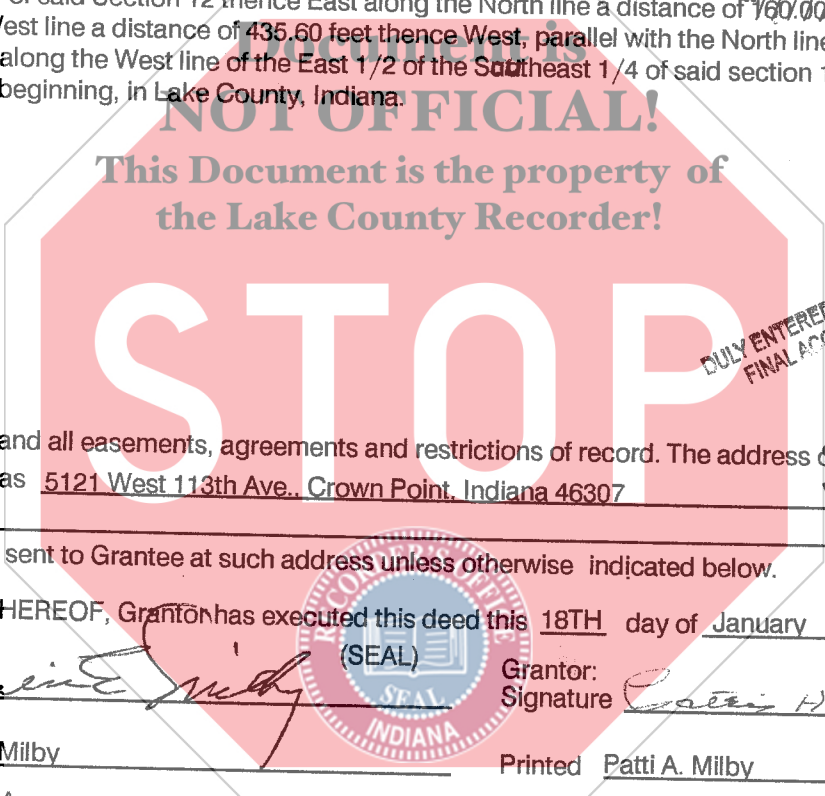 of said Section 12 thence East along the North line a distance of 160.00
est line a distance of 435.60 feet thence West, parallel with the North line
along the West line of the East 1/2 of the Southeast 1/4 of said section 1
beginning, in Lake County, Indiana.
Document is
NOT OFFICIAL!
This Document is the property of
the Lake County Recorder!
STOP
DULY ENTERED
FINAL ACC
and all easements, agreements and restrictions of record. The address o
as 5121 West 113th Ave., Crown Point, Indiana 46307
sent to Grantee at such address unless otherwise indicated below.
HEREOF, Grantor has executed this deed this 18TH day of January
(SEAL)
Grantor:
Signature
Milby
Printed Patti A. Milby
SEAL
INDIANA